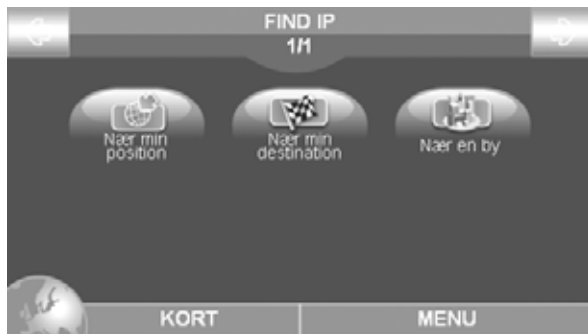 FIND IP
1/1
Nær min
position
Nær min
destination
Nær en by
KORT
MENU